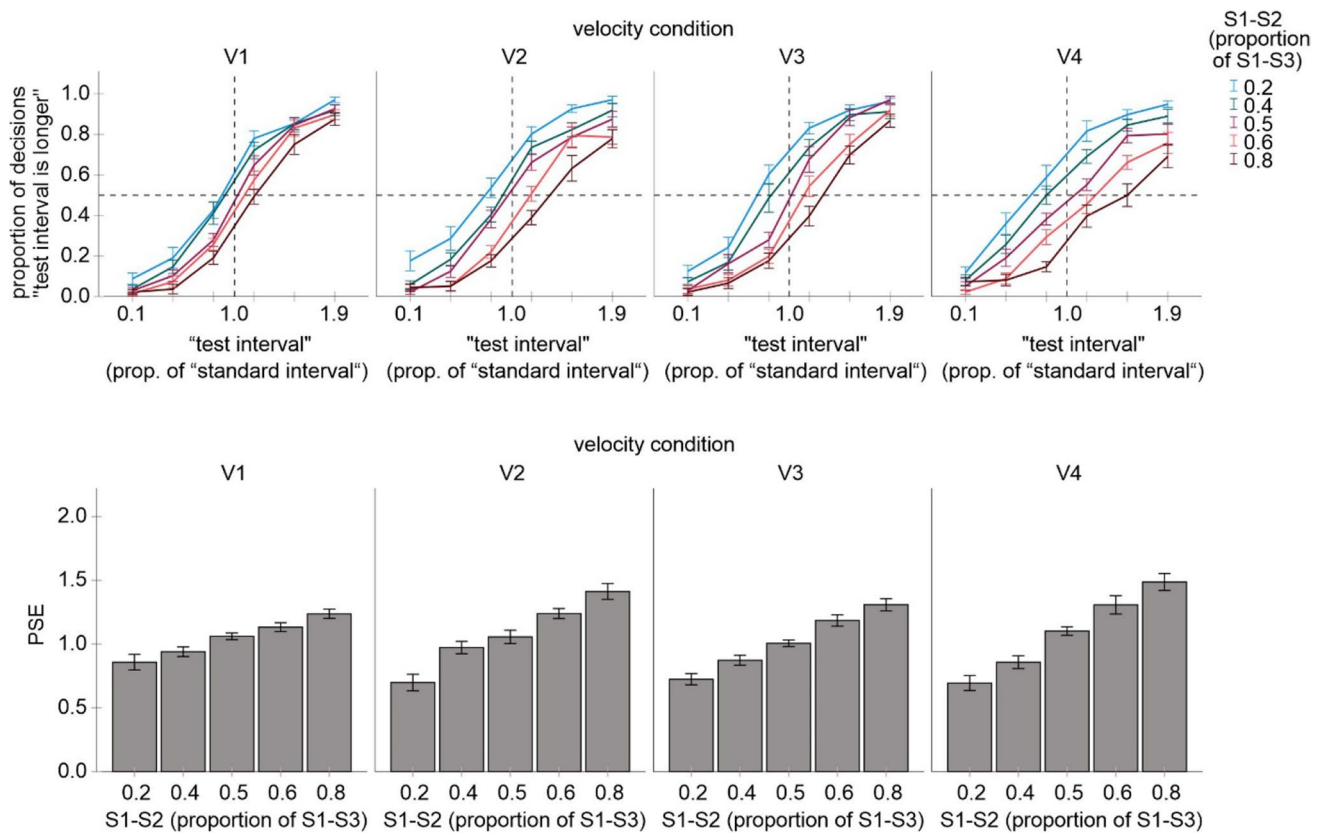 velocity condition
V1 V2 V3 V4
S1-S2
(proportion
of S1-S3)
0.2
0.4
0.5
0.6
0.8
proportion of decisions
"test interval is longer"
1.0
0.8
0.6
0.4
0.2
0.0
0.1 1.0 1.9 0.1 1.0 1.9 0.1 1.0 1.9 0.1 1.0 1.9
“test interval" "test interval" "test interval" "test interval"
(prop. of “standard interval“) (prop. of “standard interval“) (prop. of “standard interval“) (prop. of “standard interval“)
velocity condition
V1 V2 V3 V4
PSE
2.0
1.5
1.0
0.5
0.0
0.2 0.4 0.5 0.6 0.8 0.2 0.4 0.5 0.6 0.8 0.2 0.4 0.5 0.6 0.8 0.2 0.4 0.5 0.6 0.8
S1-S2 (proportion of S1-S3) S1-S2 (proportion of S1-S3) S1-S2 (proportion of S1-S3) S1-S2 (proportion of S1-S3)